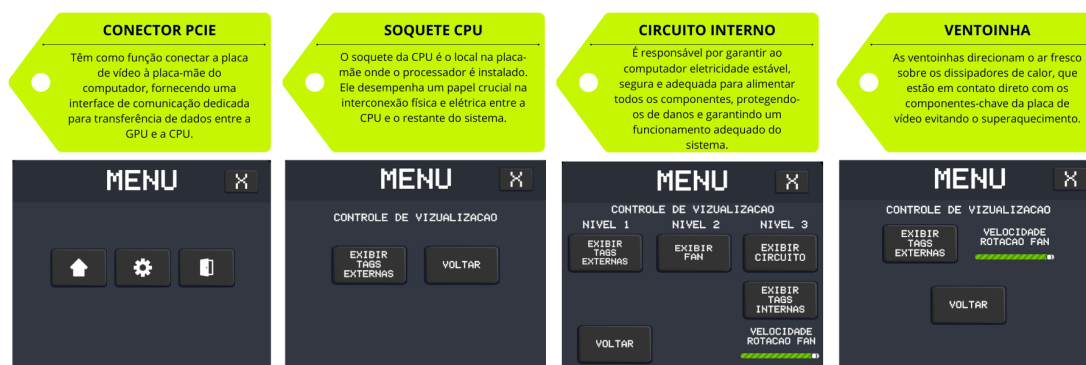 CONECTOR PCIE
Têm como função conectar a placa
de vídeo à placa-mãe do
computador, fornecendo uma
interface de comunicação dedicada
para transferência de dados entre a
GPU e a CPU.
SOQUETE CPU
O soquete da CPU é o local na placa-
mãe onde o processador é instalado.
Ele desempenha um papel crucial na
interconexão física e elétrica entre a
CPU e o restante do sistema.
CIRCUITO INTERNO
É responsável por garantir ao
computador eletricidade estável,
segura e adequada para alimentar
todos os componentes, protegendo-
os de danos e garantindo um
funcionamento adequado do
sistema.
VENTOINHA
As ventoinhas direcionam o ar fresco
sobre os dissipadores de calor, que
estão em contato direto com os
componentes-chave da placa de
vídeo evitando o superaquecimento.
MENU
X
MENU
X
CONTROLE DE VIZUALIZACAO
EXIBIR
TAGS
EXTERNAS
VOLTAR
MENU
X
CONTROLE DE VIZUALIZACAO
NIVEL 1
NIVEL 2
NIVEL 3
EXIBIR
TAGS
EXTERNAS
EXIBIR
FAN
EXIBIR
CIRCUITO
EXIBIR
TAGS
INTERNAS
VOLTAR
VELOCIDADE
ROTACAO FAN
MENU
X
CONTROLE DE VIZUALIZACAO
EXIBIR
TAGS
EXTERNAS
VELOCIDADE
ROTACAO FAN
VOLTAR